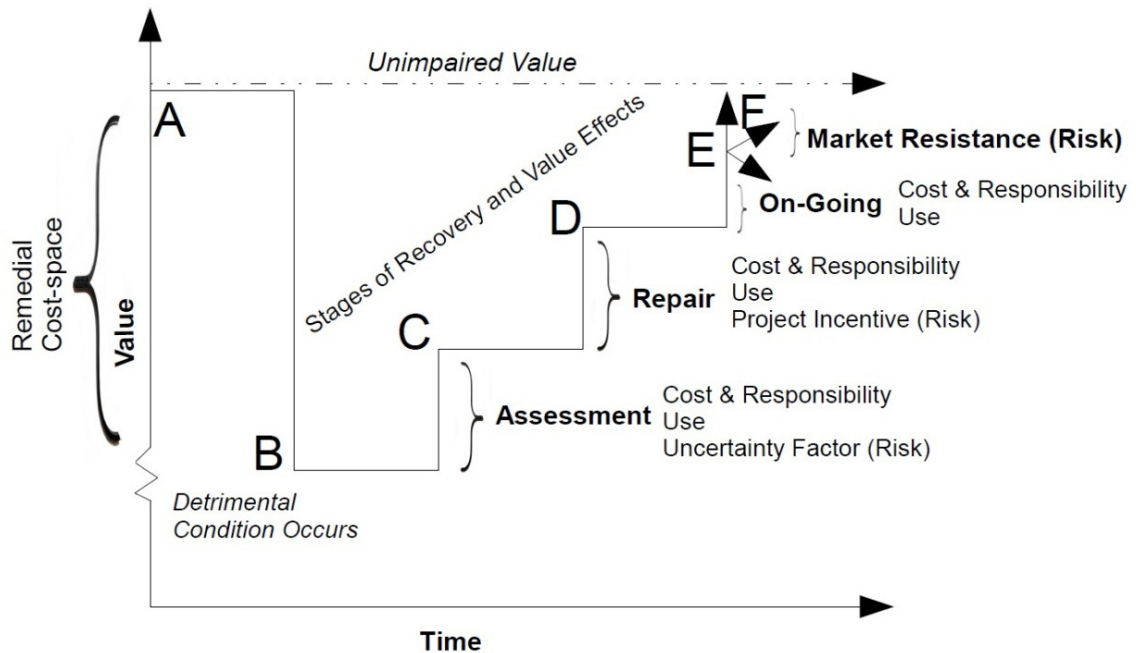 Unimpaired Value
A
F
Market Resistance (Risk)
E
On-Going
Cost & Responsibility
Use
D
Stages of Recovery and Value Effects
Remedial
Cost-space
Value
Repair
Cost & Responsibility
Use
Project Incentive (Risk)
C
Assessment
Cost & Responsibility
Use
Uncertainty Factor (Risk)
B
Detrimental
Condition Occurs
Time